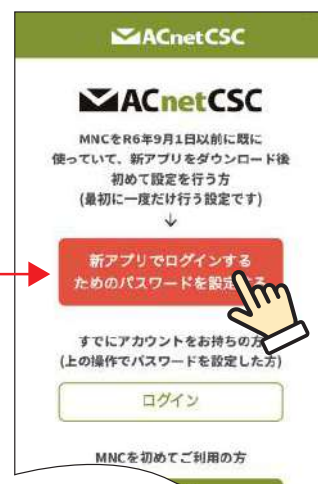 ACnetCSC
ACnetCSC
MNCをR6年9月1日以前に既に
使っていて、新アプリをダウンロード後
初めて設定を行う方
(最初に一度だけ行う設定です)
↓
新アプリでログインする
ためのパスワードを設定する
すでにアカウントをお持ちの方
(上の操作でパスワードを設定した方)
ログイン
MNCを初めてご利用の方